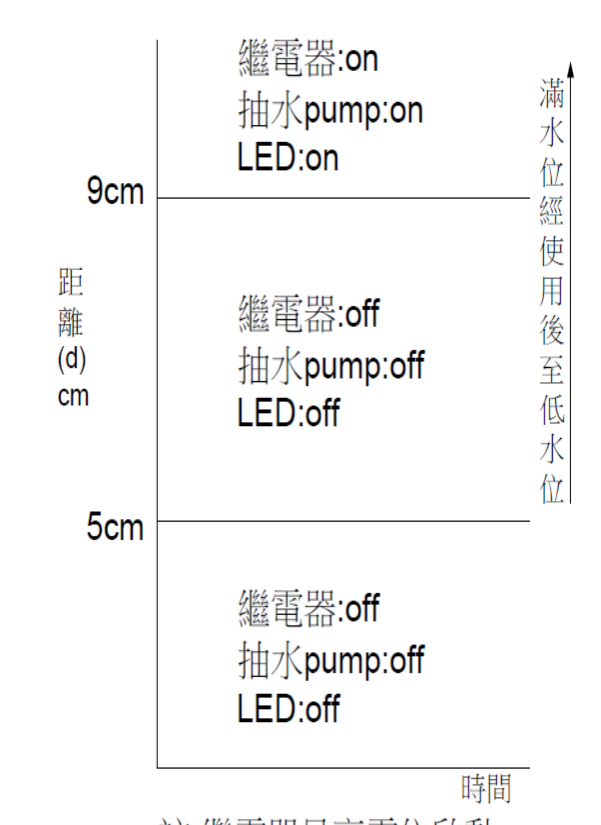 繼電器:on
抽水pump:on
LED:on
9cm
滿水位經使用後至低水位
距離(d)cm
繼電器:off
抽水pump:off
LED:off
5cm
繼電器:off
抽水pump:off
LED:off
時間